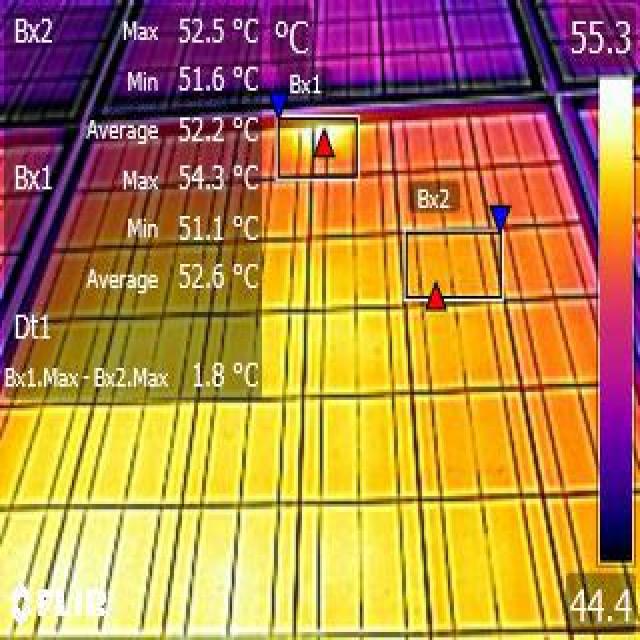 Bx2 Max 52.5 °C
Min 51.6 °C
Average 52.2 °C
Bx1 Max 54.3 °C
Min 51.1 °C
Average 52.6 °C
Dt1
Bx1.Max - Bx2.Max 1.8 °C
°C
55.3
Bx1
Bx2
44.4
FLIR